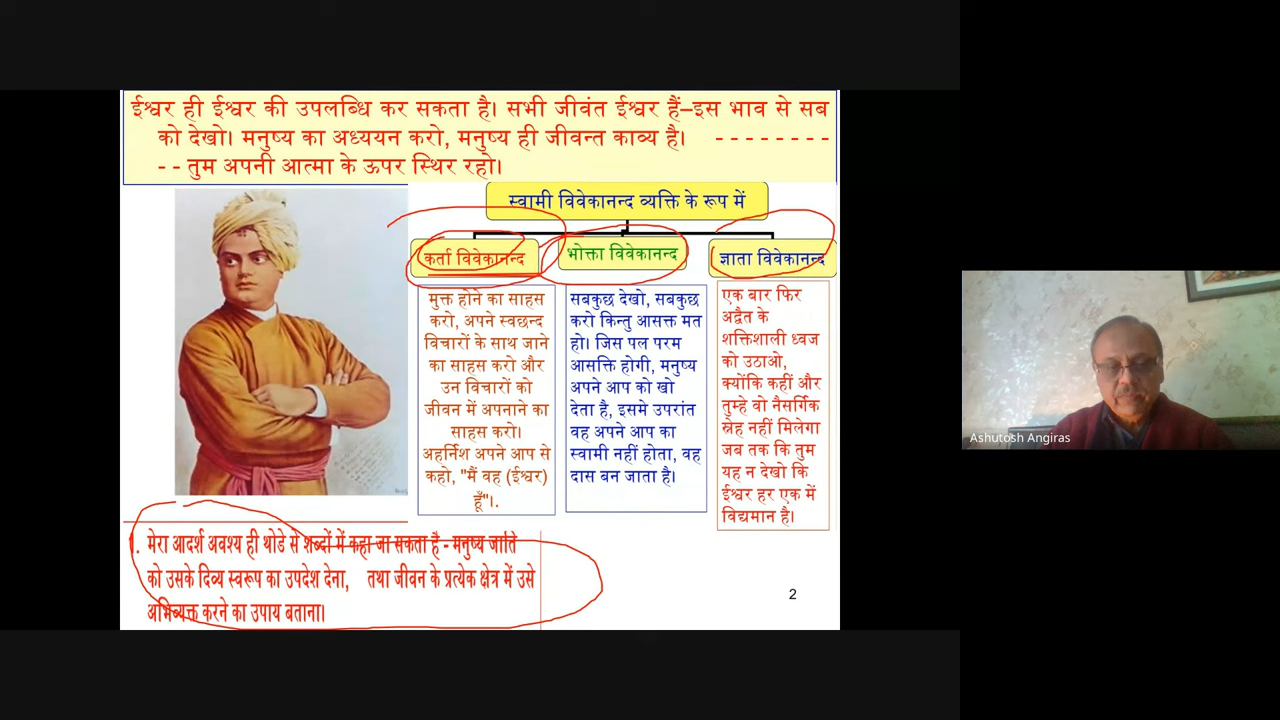 ईश्वर ही ईश्वर की उपलब्धि कर सकता है। सभी जीवंत ईश्वर हैं–इस भाव से सब
को देखो। मनुष्य का अध्ययन करो, मनुष्य ही जीवन्त काव्य है। - - - - - - - - -
- - तुम अपनी आत्मा के ऊपर स्थिर रहो।
स्वामी विवेकानन्द व्यक्ति के रूप में
कर्ता विवेकानन्द
मुक्त होने का साहस
करो, अपने स्वछन्द
विचारों के साथ जाने
का साहस करो और
उन विचारों को
जीवन में अपनाने का
साहस करो।
अहर्निश अपने आप से
कहो, "मैं वह (ईश्वर)
हूँ"।.
भोक्ता विवेकानन्द
सबकुछ देखो, सबकुछ
करो किन्तु आसक्त मत
हो। जिस पल परम
आसक्ति होगी, मनुष्य
अपने आप को खो
देता है, इसमे उपरांत
वह अपने आप का
स्वामी नहीं होता, वह
दास बन जाता है।
ज्ञाता विवेकानन्द
एक बार फिर
अद्वैत के
शक्तिशाली ध्वज
को उठाओ,
क्योंकि कहीं और
तुम्हे वो नैसर्गिक
स्नेह नहीं मिलेगा
जब तक कि तुम
यह न देखो कि
ईश्वर हर एक में
विद्यमान है।
1. मेरा आदर्श अवश्य ही थोडे से शब्दों में कहा जा सकता है - मनुष्य जाति
को उसके दिव्य स्वरूप का उपदेश देना, तथा जीवन के प्रत्येक क्षेत्र में उसे
अभिव्यक्त करने का उपाय बताना।
2
Ashutosh Angiras